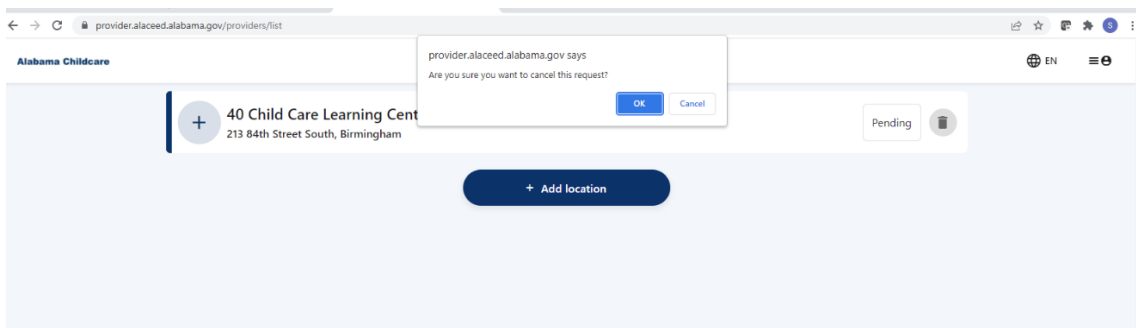 provider.alaceed.alabama.gov/providers/list
S
Alabama Childcare
provider.alaceed.alabama.gov says
Are you sure you want to cancel this request?
OK Cancel
EN
40 Child Care Learning Cent
213 84th Street South, Birmingham
Pending
+ Add location